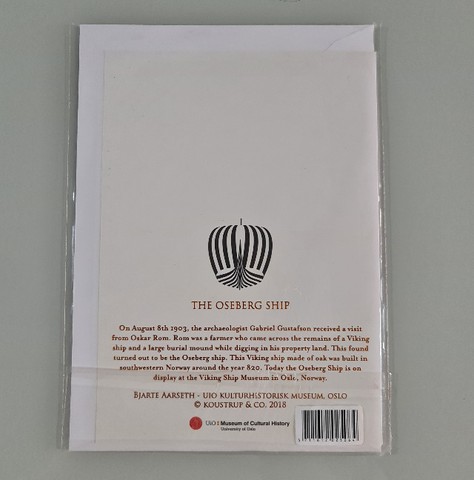 THE OSEBERG SHIP
On August 8th 1903, the archaeologist Gabriel Gustafson received a visit
from Oskar Rom. Rom was a farmer who came across the remains of a Viking
ship and a large burial mound while digging in his property land. This found
turned out to be the Oseberg ship. This Viking ship made of oak was built in
southwestern Norway around the year 820. Today the Oseberg Ship is on
display at the Viking Ship Museum in Oslo, Norway.
BJARTE AARSETH - UIO KULTURHISTORISK MUSEUM, OSLO
© KOUSTRUP & CO. 2018
UiO Museum of Cultural History
University of Oslo